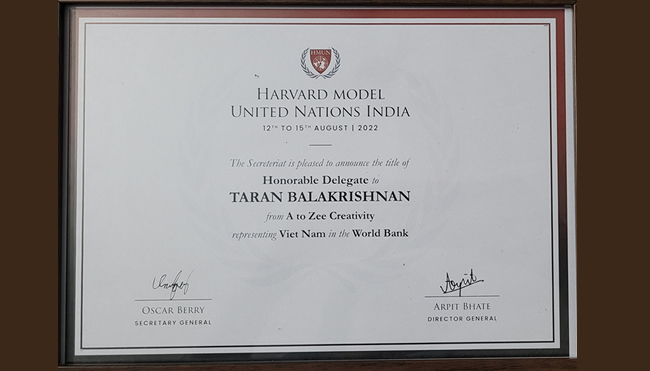 HMUN
HARVARD MODEL
UNITED NATIONS INDIA
12TH TO 15TH AUGUST | 2022
The Secreteriat is pleased to announce the title of
Honorable Delegate to
TARAN BALAKRISHNAN
from A to Zee Creativity
representing Viet Nam in the World Bank
OSCAR BERRY
SECRETARY GENERAL
ARPIT BHATE
DIRECTOR GENERAL